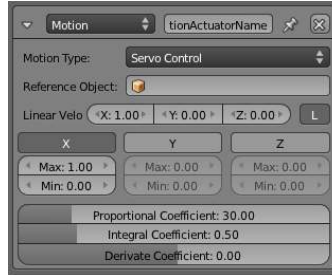 Motion tionActuatorName
Motion Type: Servo Control
Reference Object:
Linear Velo X: 1.00 Y: 0.00 Z: 0.00 L
X Y Z
Max: 1.00 Max: 0.00 Max: 0.00
Min: 0.00 Min: 0.00 Min: 0.00
Proportional Coefficient: 30.00
Integral Coefficient: 0.50
Derivate Coefficient: 0.00